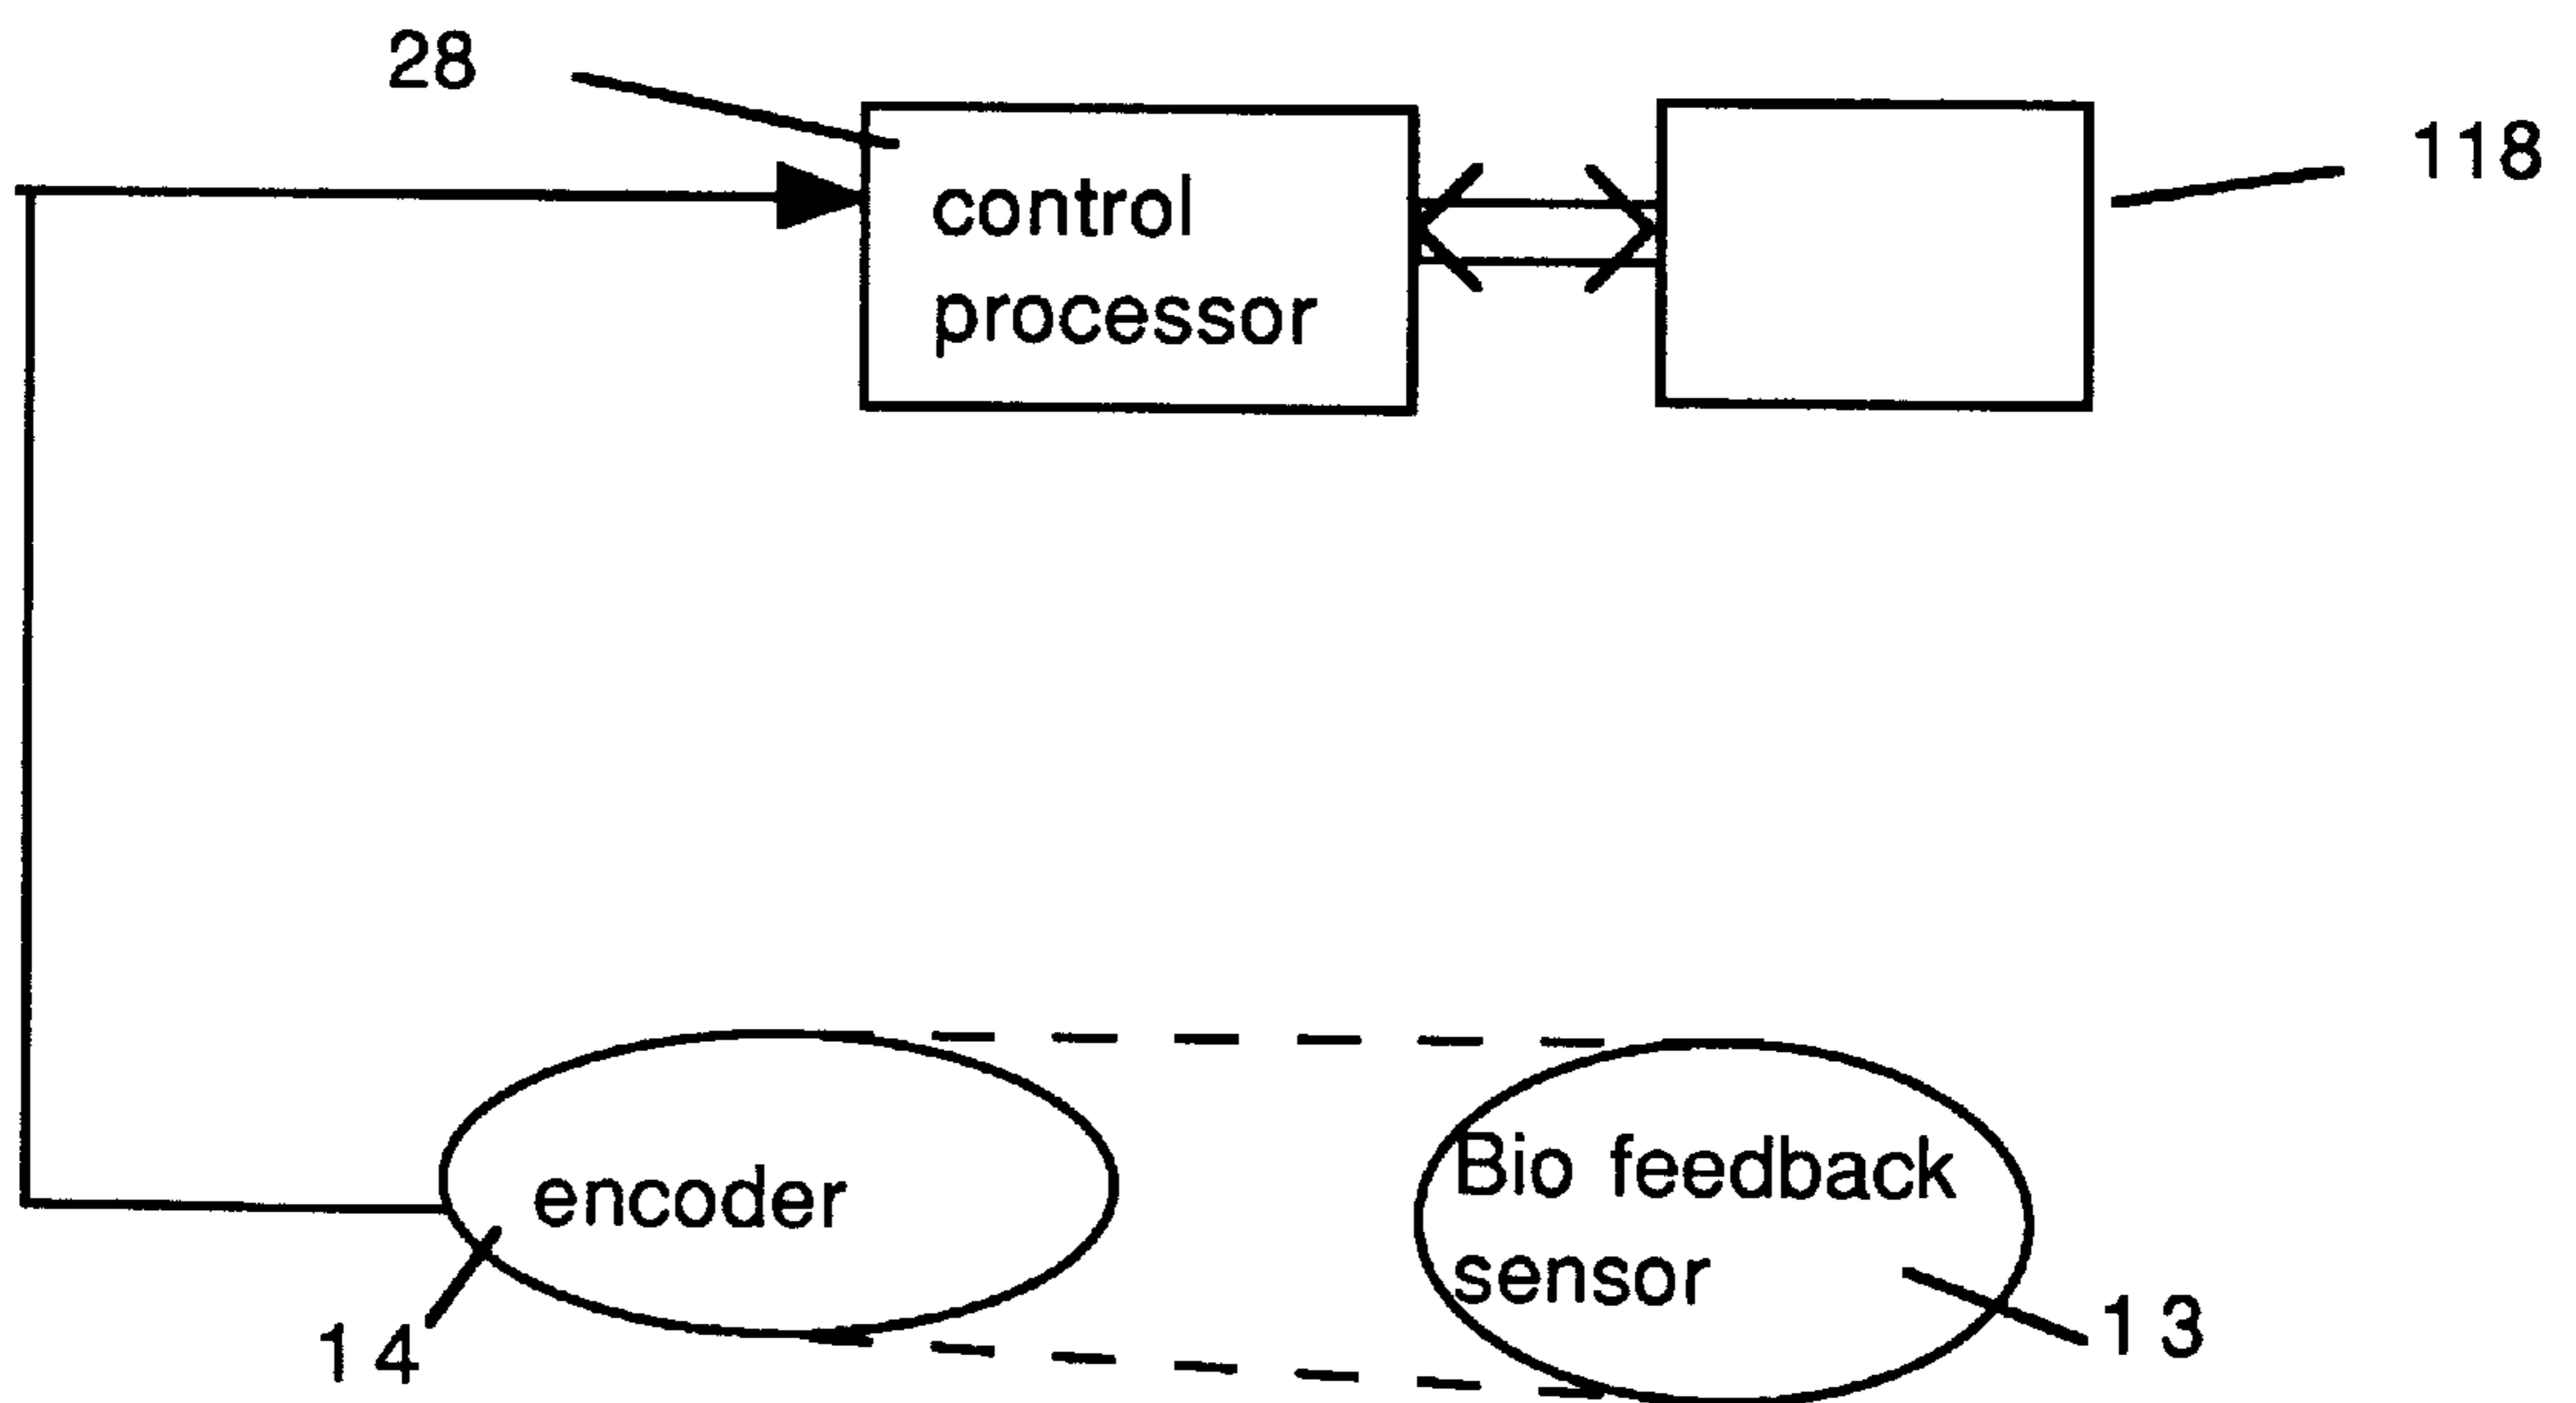 28
118
control
processor
encoder
Bio feedback
sensor
14
13